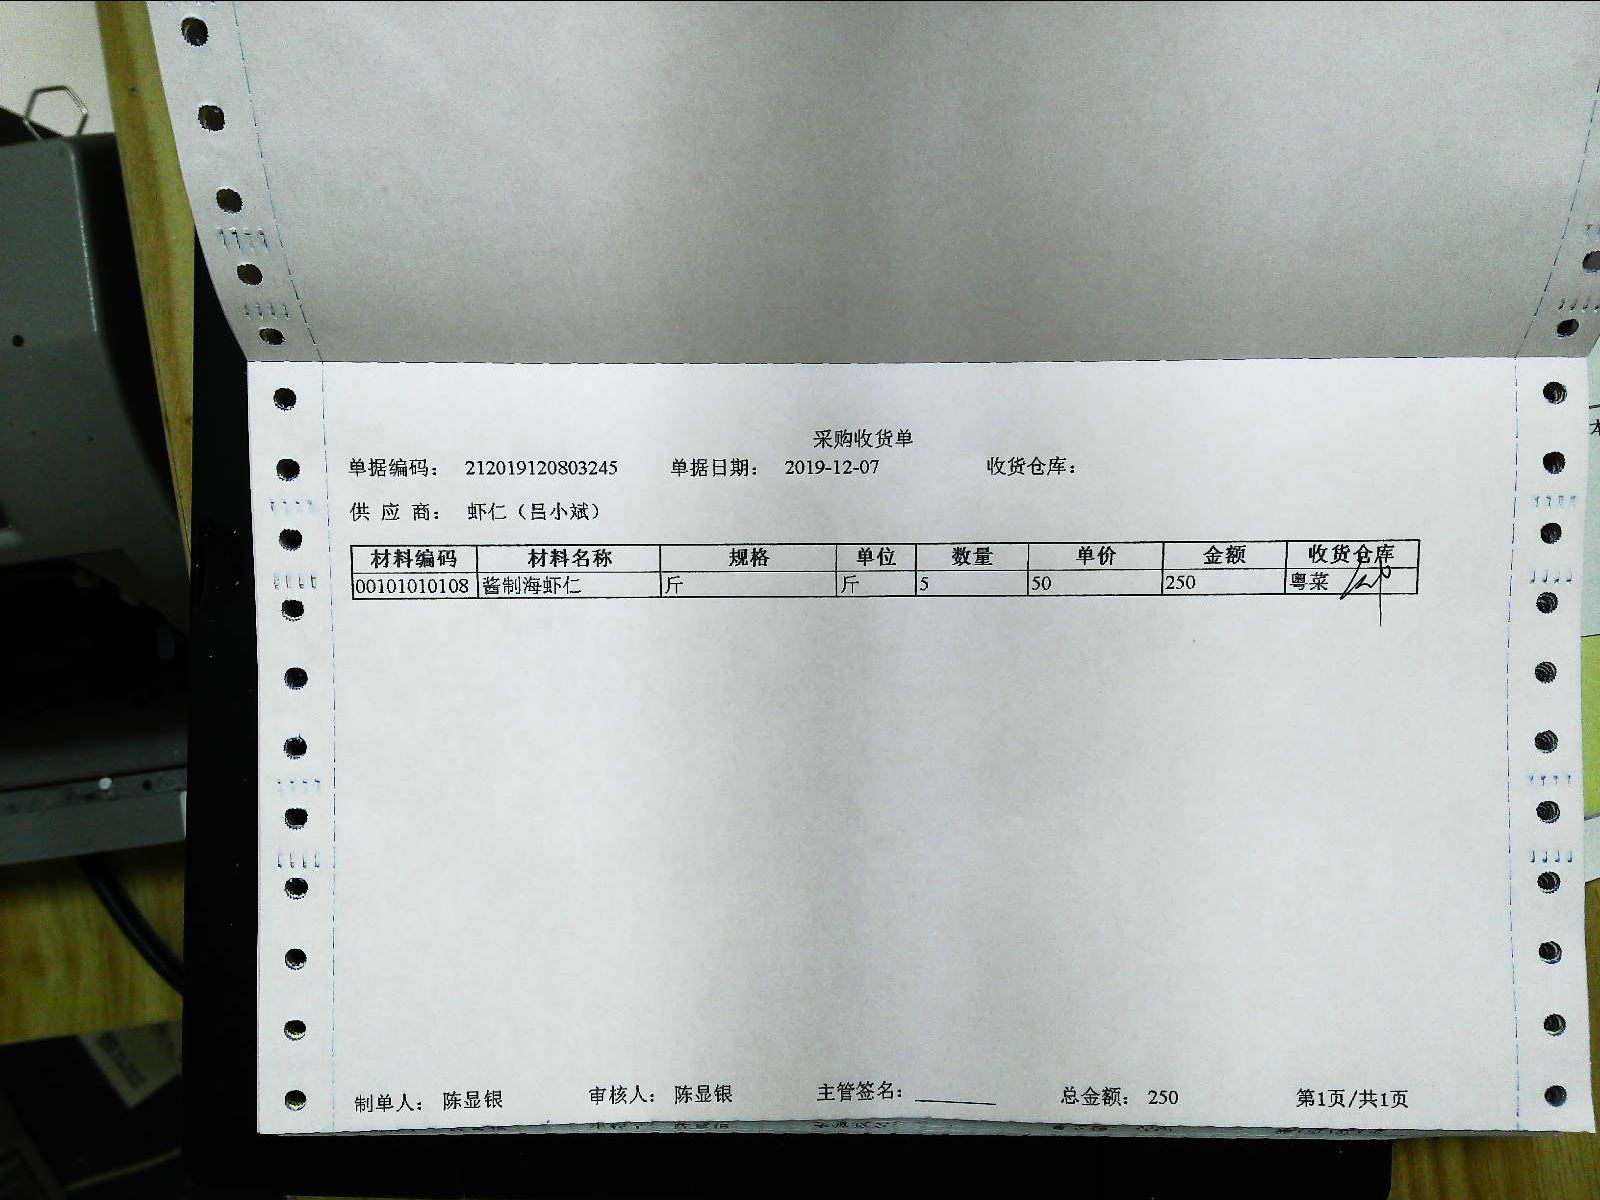 采购收货单
单据编码： 212019120803245 单据日期： 2019-12-07 收货仓库：
供 应 商： 虾仁（吕小斌）
材料编码 材料名称 规格 单位 数量 单价 金额 收货仓库
00101010108 酱制海虾仁 斤 斤 5 50 250 粤菜
制单人： 陈显银 审核人： 陈显银 主管签名： 总金额： 250 第1页/共1页